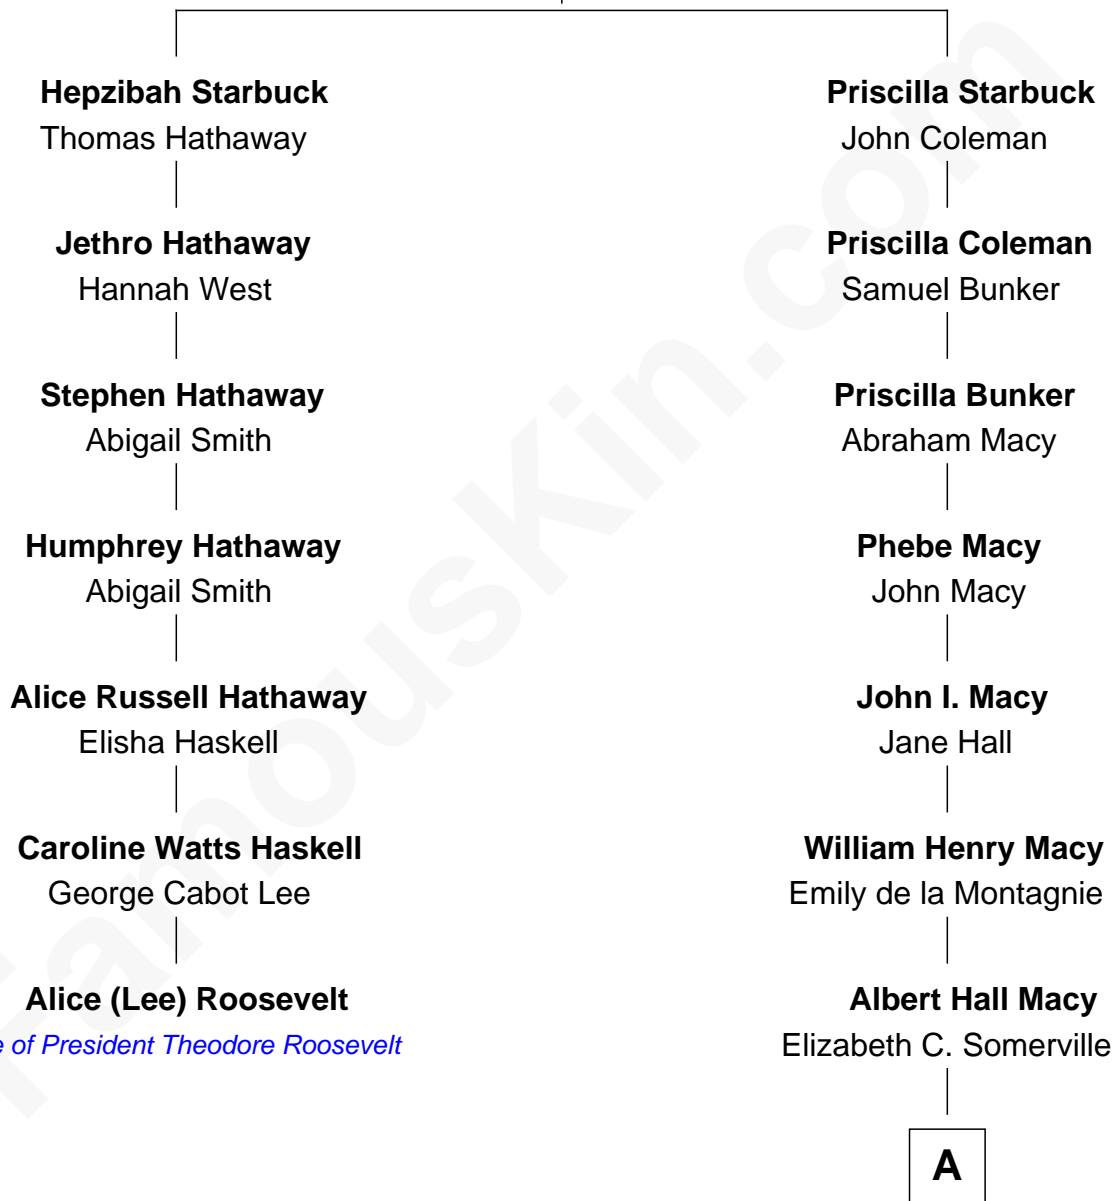 Hepzibah Starbuck
Thomas Hathaway
Priscilla Starbuck
John Coleman
Jethro Hathaway
Hannah West
Priscilla Coleman
Samuel Bunker
Stephen Hathaway
Abigail Smith
Priscilla Bunker
Abraham Macy
Humphrey Hathaway
Abigail Smith
Phebe Macy
John Macy
Alice Russell Hathaway
Elisha Haskell
John I. Macy
Jane Hall
Caroline Watts Haskell
George Cabot Lee
William Henry Macy
Emily de la Montagnie
Alice (Lee) Roosevelt
of President Theodore Roosevelt
Albert Hall Macy
Elizabeth C. Somerville
A
FamousKin.com